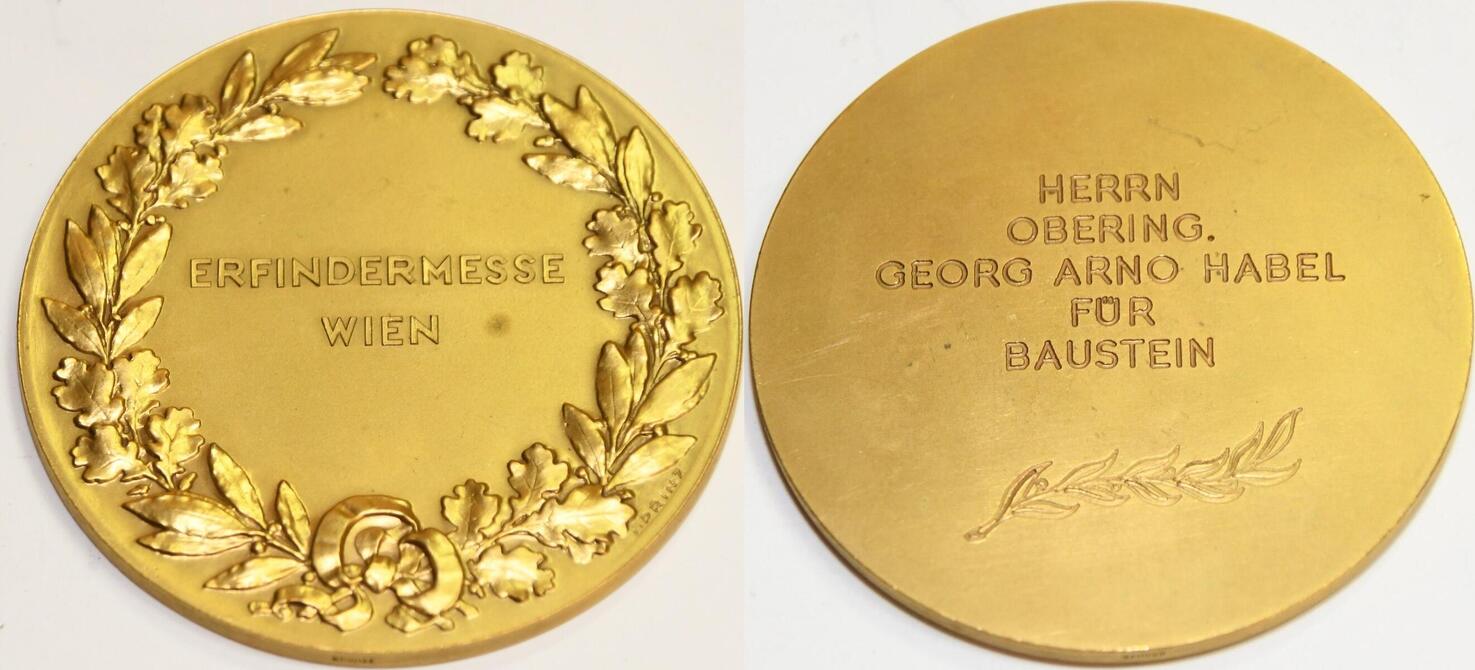 ERFINDERMESSE
WIEN
HERRN
OBERING.
GEORG ARNO HABEL
FÜR
BAUSTEIN